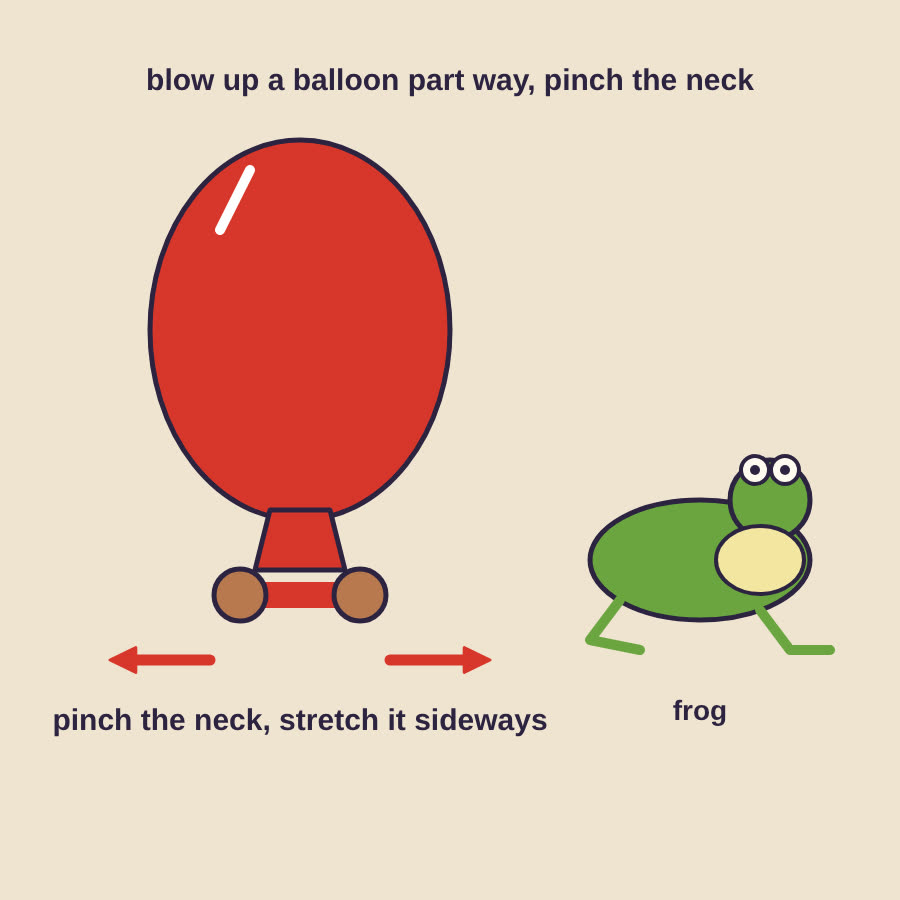 blow up a balloon part way, pinch the neck
pinch the neck, stretch it sideways
frog